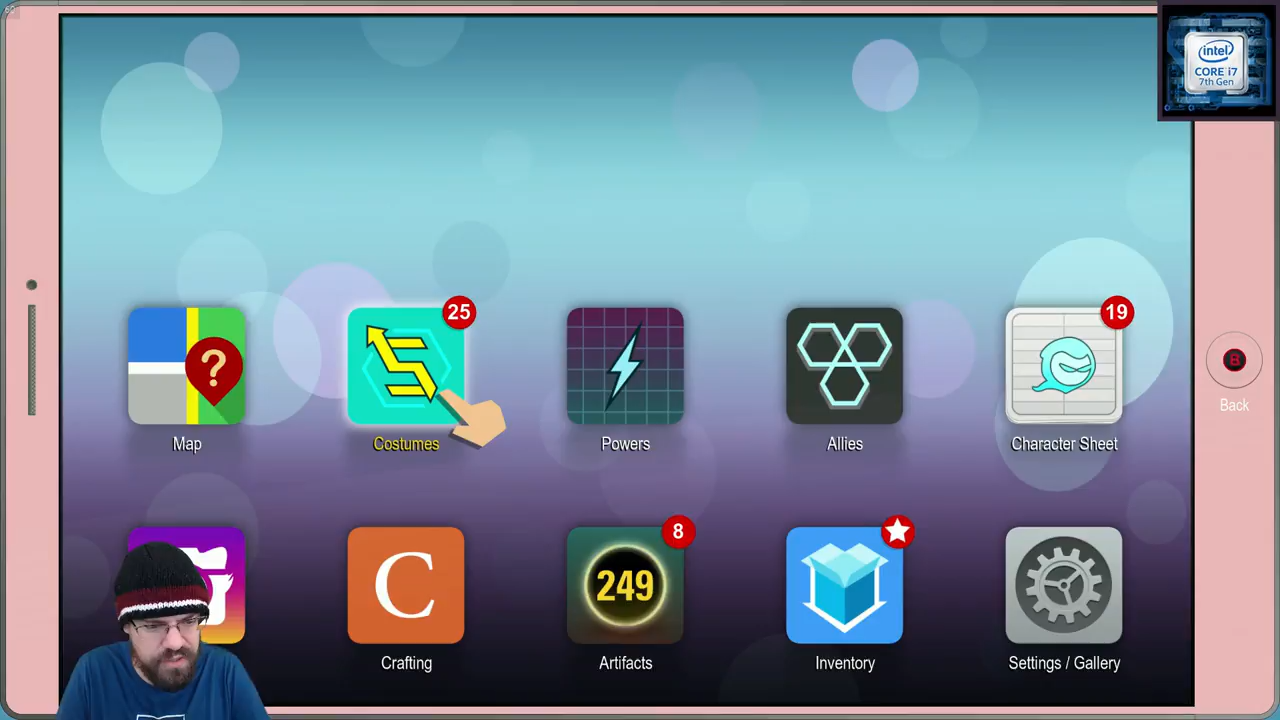 60
intel
CORE i7
7th Gen
25
19
?
Map
Costumes
Powers
Allies
Character Sheet
B
Back
8
C
249
Crafting
Artifacts
Inventory
Settings / Gallery